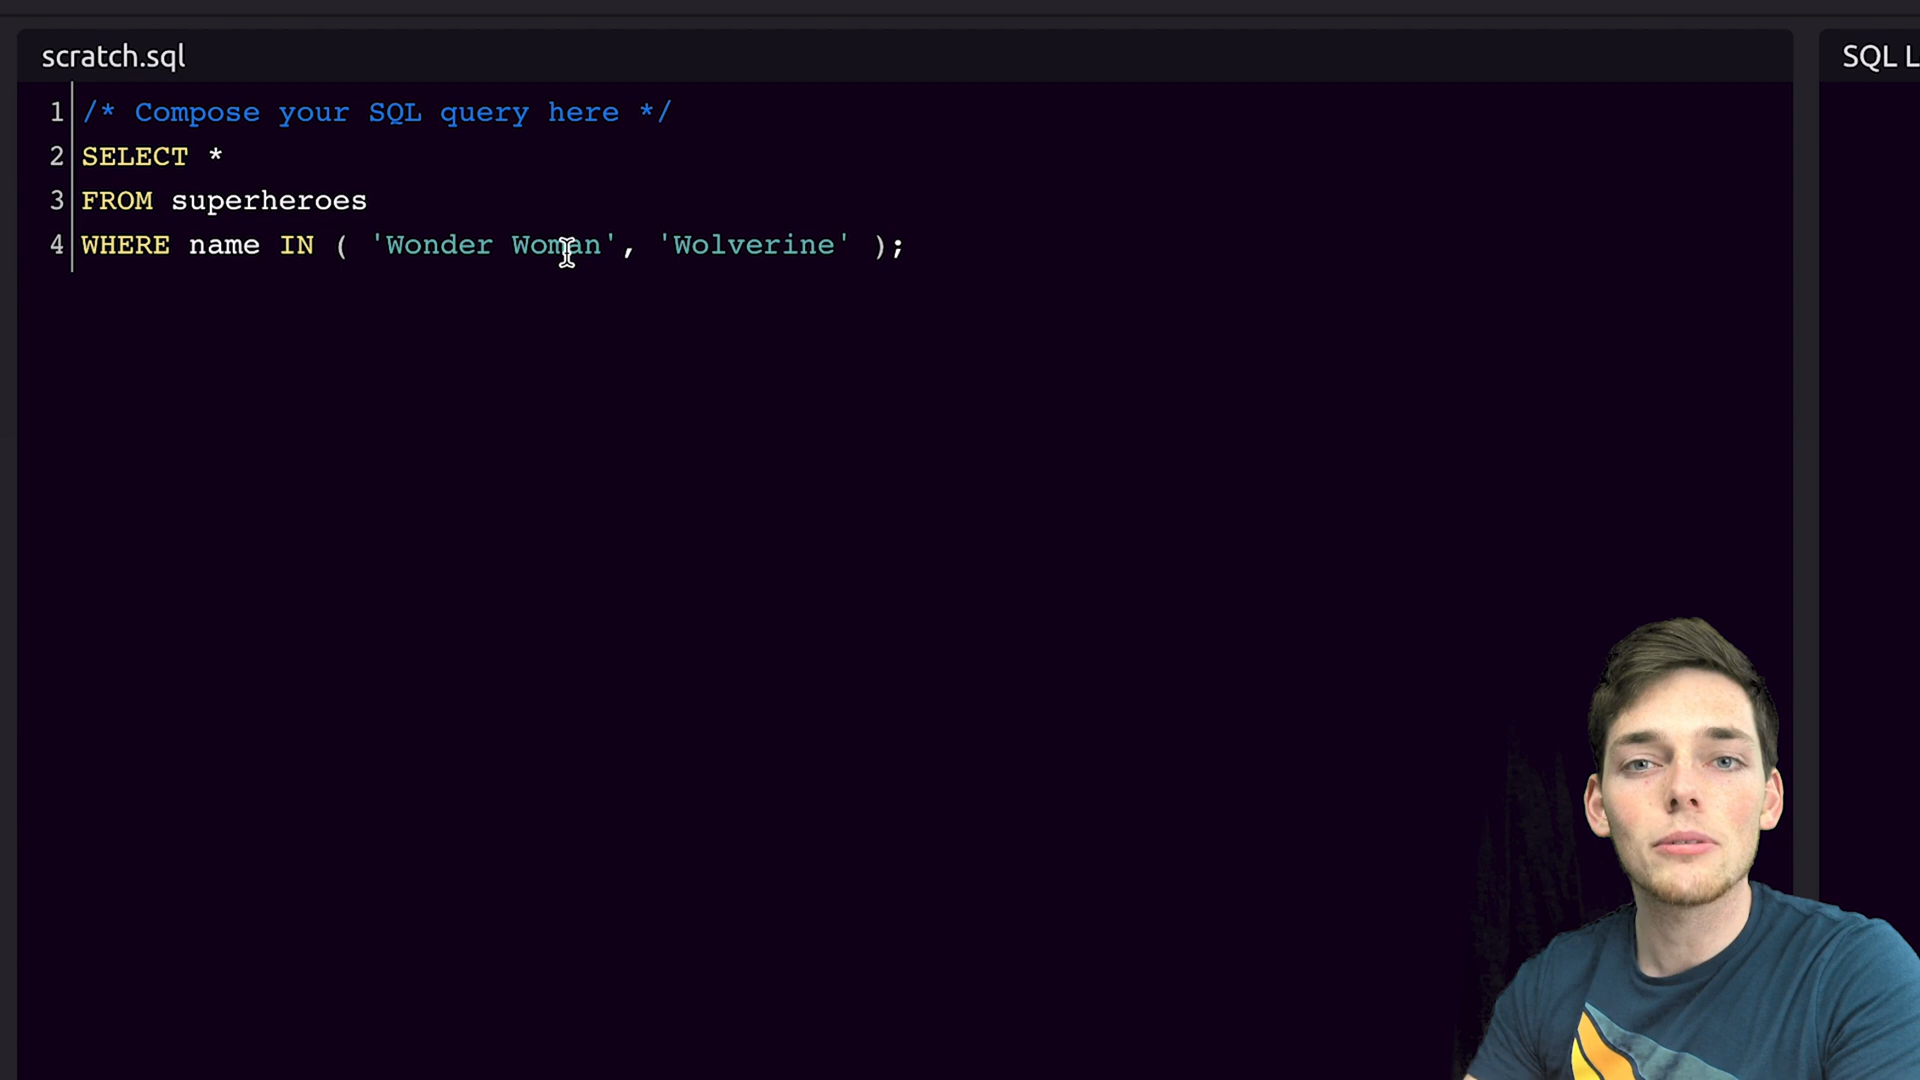 scratch.sql
SQL L
1 /* Compose your SQL query here */
2 SELECT *
3 FROM superheroes
4 WHERE name IN ( 'Wonder Woman', 'Wolverine' );